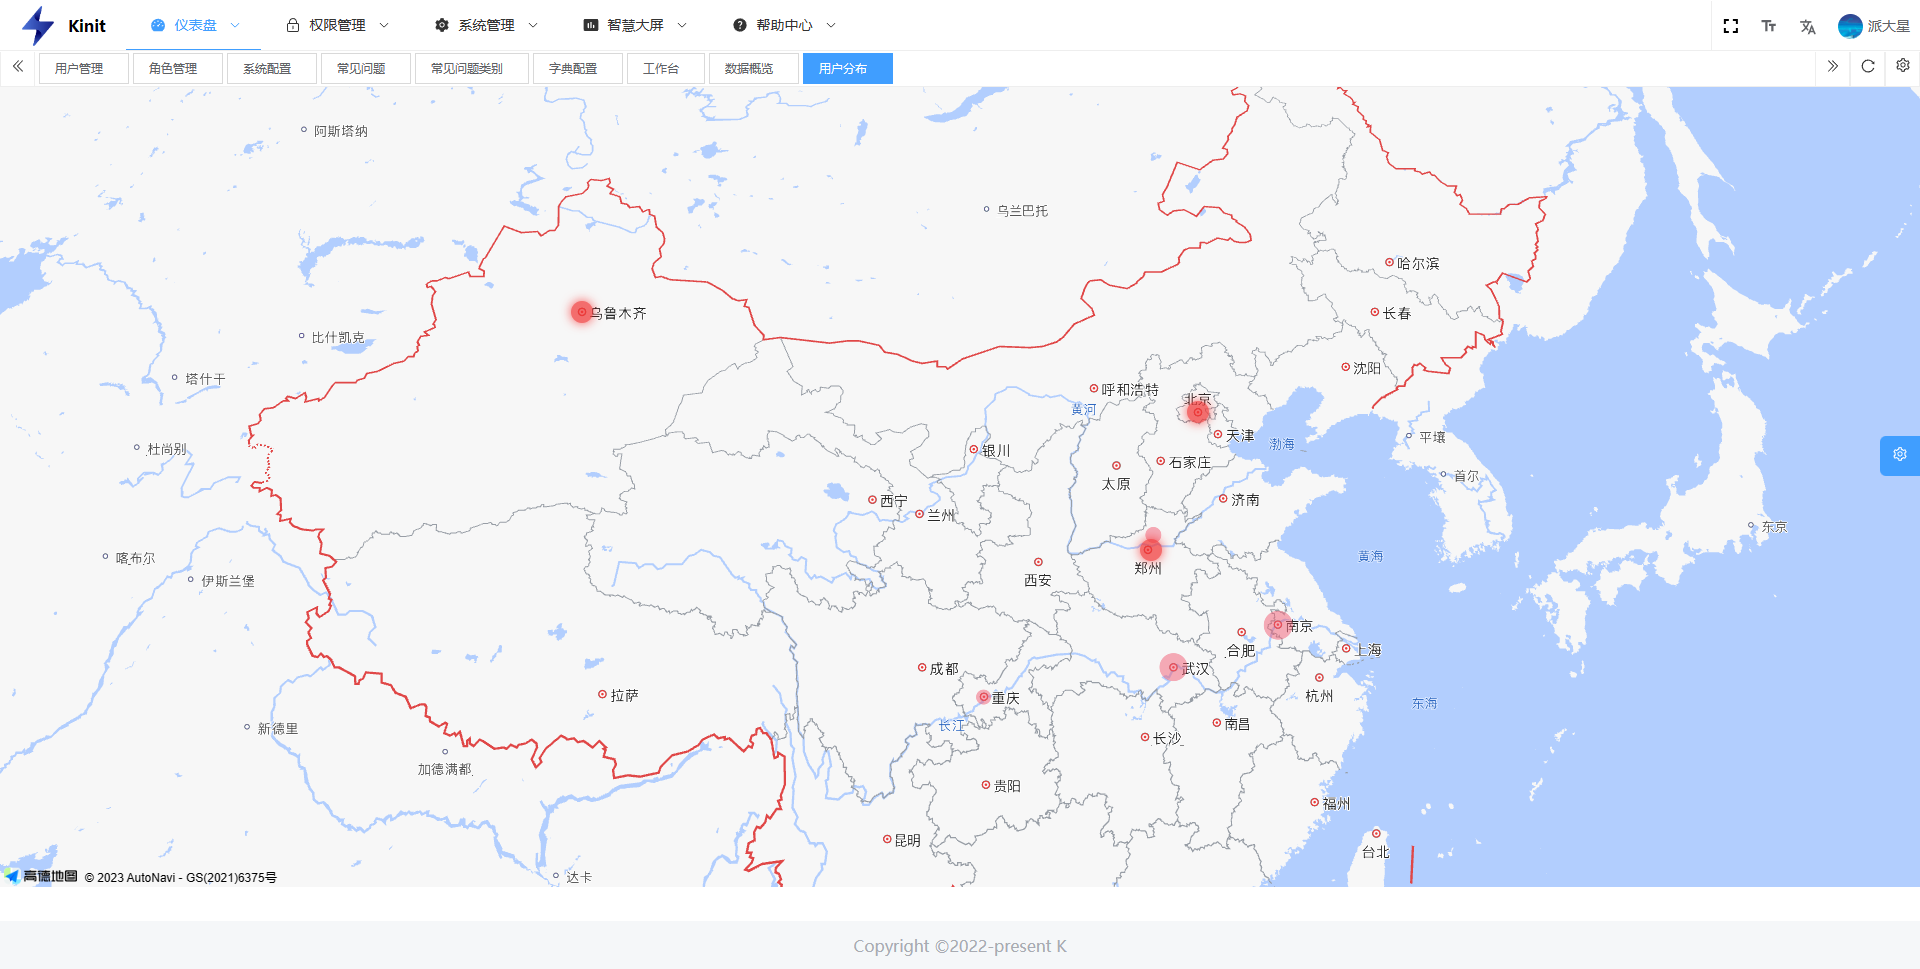 Kinit
仪表盘
权限管理
系统管理
智慧大屏
帮助中心
派大星
用户管理
角色管理
系统配置
常见问题
常见问题类别
字典配置
工作台
数据概览
用户分布
阿斯塔纳
乌兰巴托
哈尔滨
乌鲁木齐
长春
比什凯克
沈阳
塔什干
呼和浩特
北京
黄河
天津
平壤
渤海
杜尚别
银川
石家庄
首尔
太原
西宁
济南
兰州
东京
喀布尔
黄海
郑州
伊斯兰堡
西安
南京
合肥
上海
成都
武汉
拉萨
重庆
杭州
东海
长江
新德里
南昌
长沙
加德满都
贵阳
福州
昆明
台北
达卡
高德地图 © 2023 AutoNavi - GS(2021)6375号
Copyright ©2022-present K